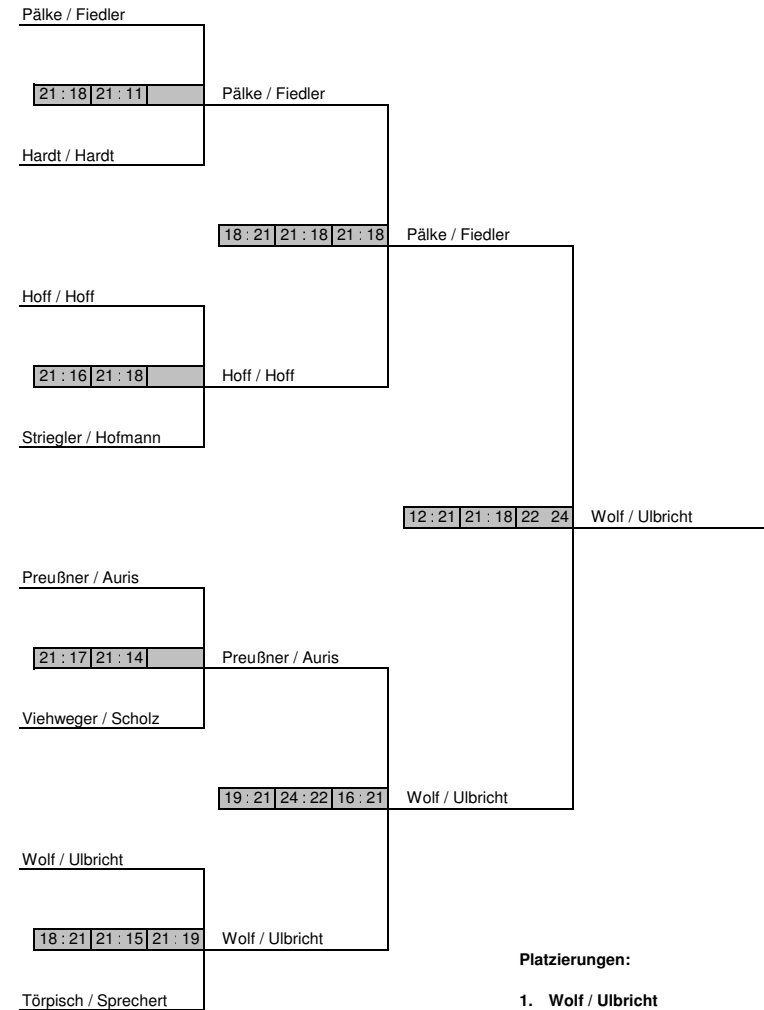 Pälke / Fiedler
21 : 18 21 : 11 Pälke / Fiedler
Hardt / Hardt
18 : 21 21 : 18 21 : 18 Pälke / Fiedler
Hoff / Hoff
21 : 16 21 : 18 Hoff / Hoff
Striegler / Hofmann
12 : 21 21 : 18 22 24 Wolf / Ulbricht
Preußner / Auris
21 : 17 21 : 14 Preußner / Auris
Viehweger / Scholz
19 : 21 24 : 22 16 : 21 Wolf / Ulbricht
Wolf / Ulbricht
18 : 21 21 : 15 21 : 19 Wolf / Ulbricht
Platzierungen:
Törpisch / Sprechert 1. Wolf / Ulbricht